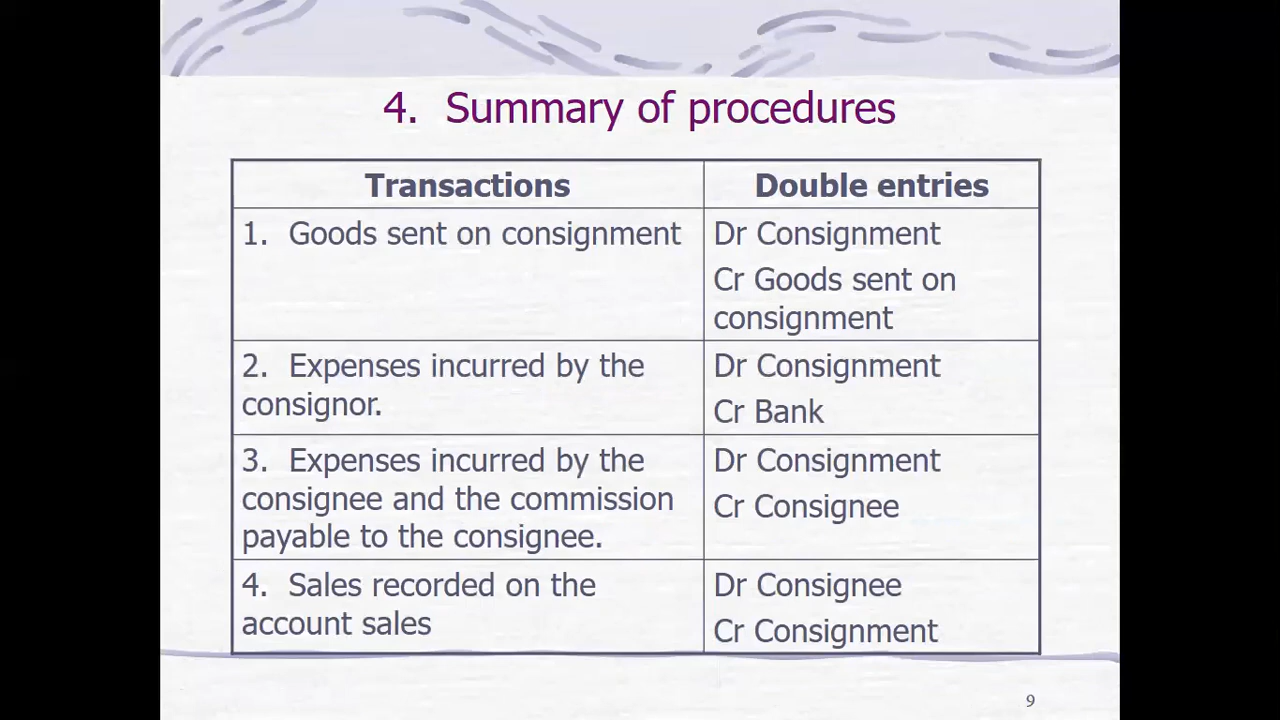 4. Summary of procedures
Transactions
Double entries
1. Goods sent on consignment
Dr Consignment
Cr Goods sent on
consignment
2. Expenses incurred by the
consignor.
Dr Consignment
Cr Bank
3. Expenses incurred by the
consignee and the commission
payable to the consignee.
Dr Consignment
Cr Consignee
4. Sales recorded on the
account sales
Dr Consignee
Cr Consignment
9